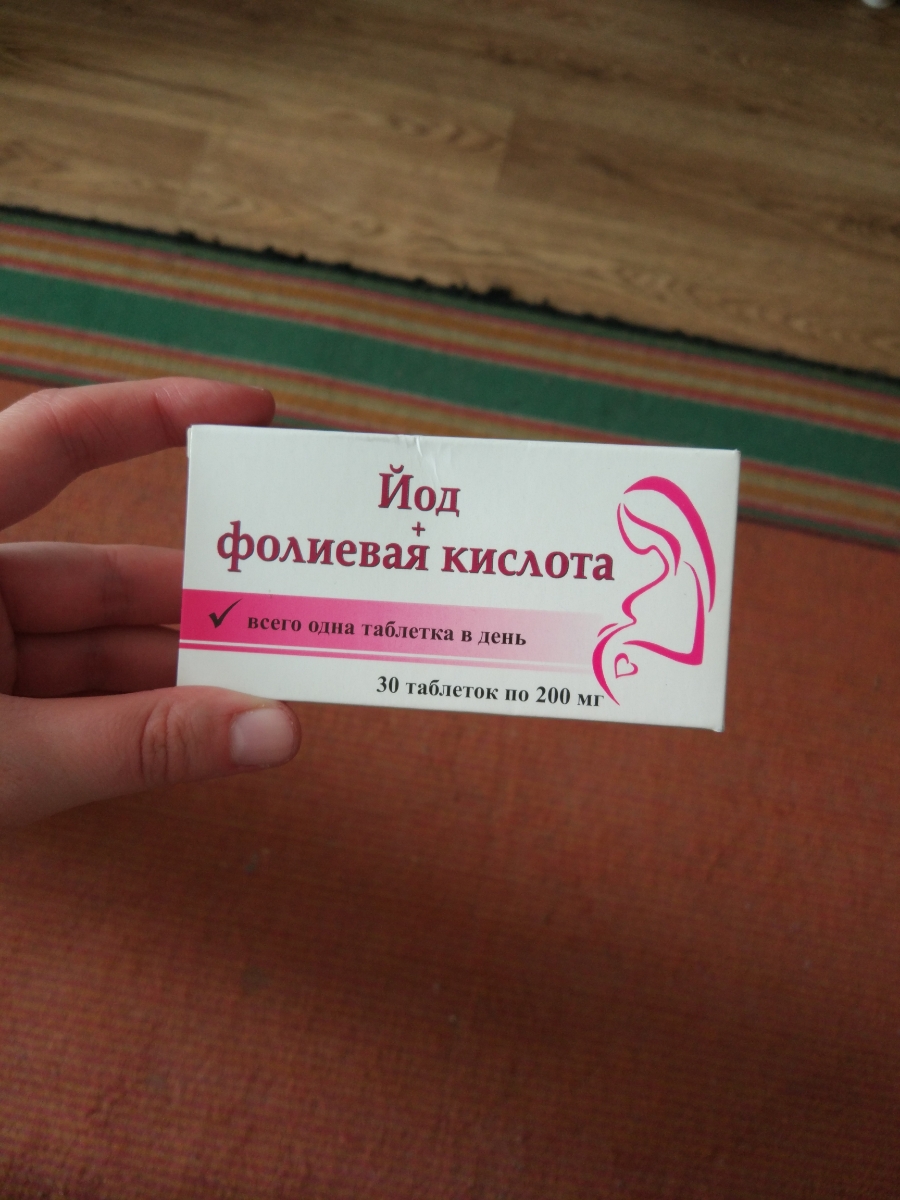 Йод
+
фолиевая кислота
✓ всего одна таблетка в день
30 таблеток по 200 мг